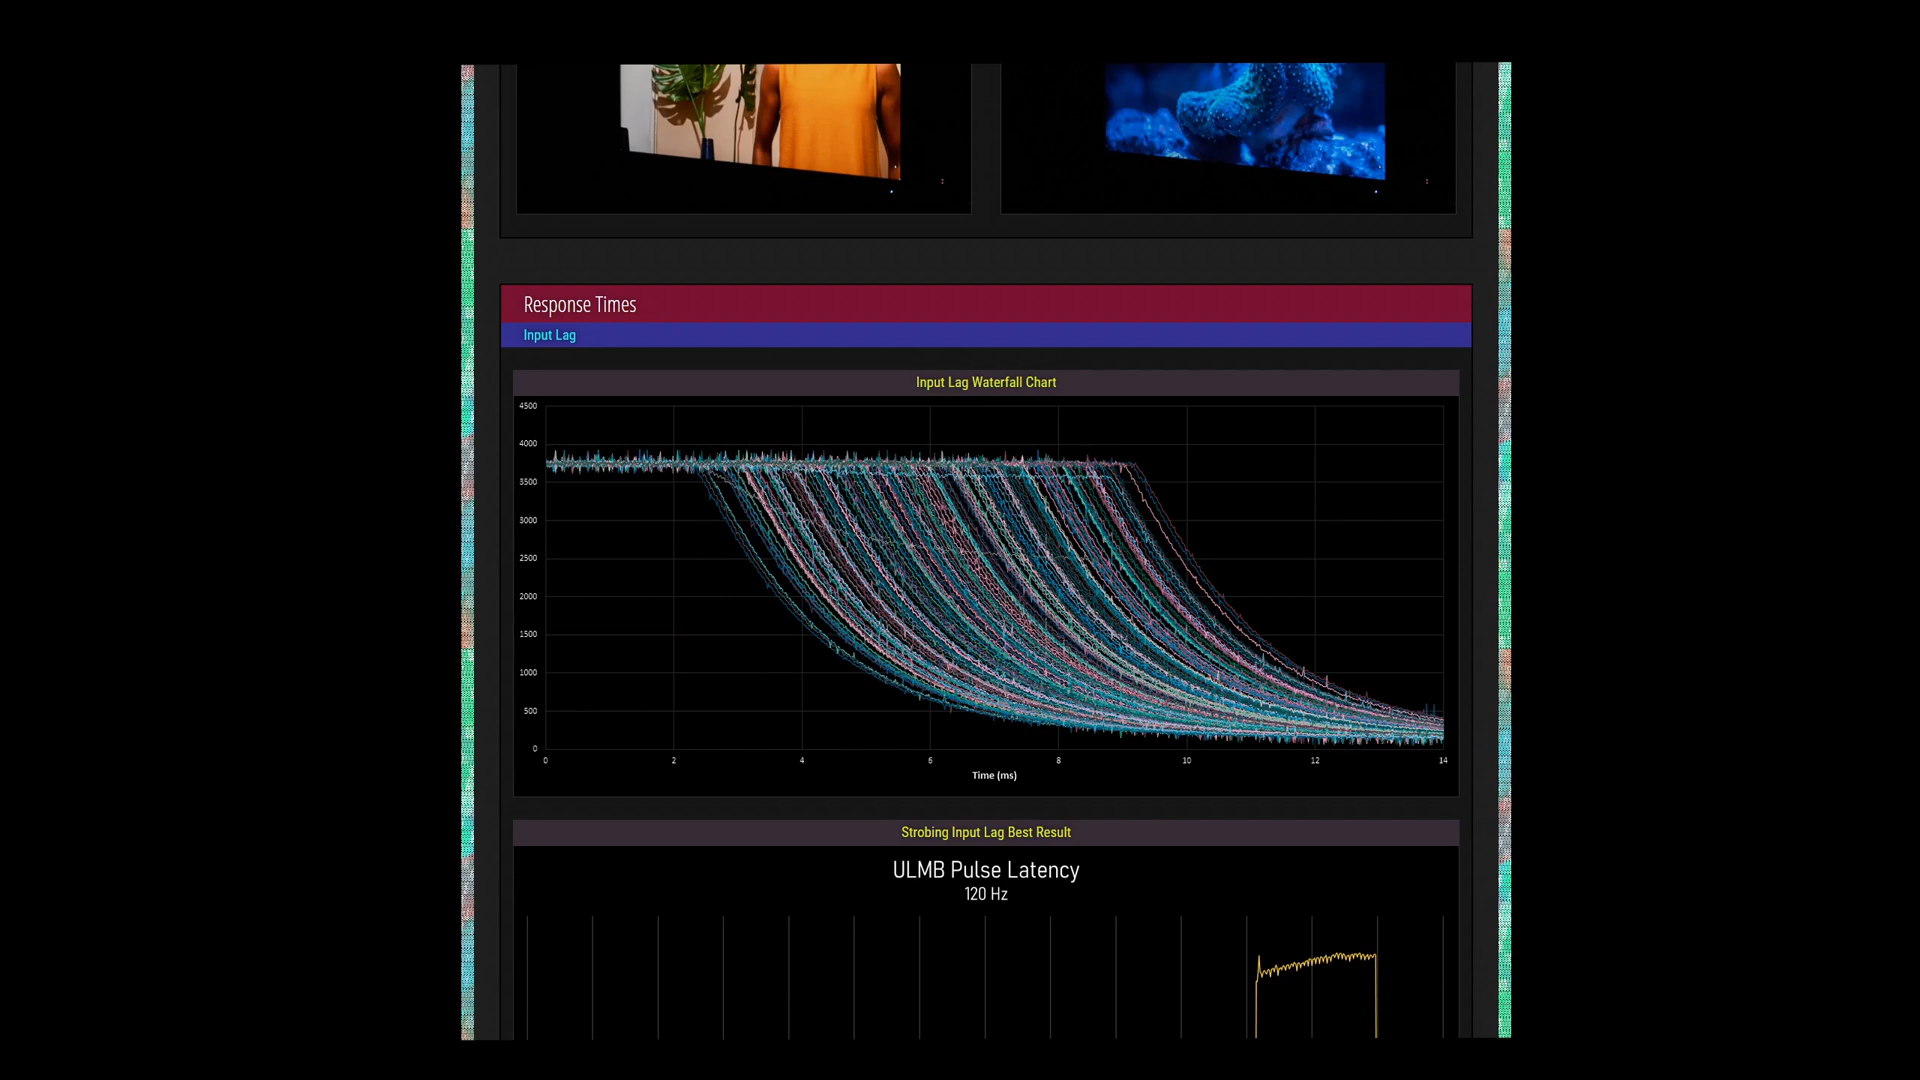 Response Times
Input Lag
Input Lag Waterfall Chart
4500
4000
3500
3000
2500
2000
1500
1000
500
0
0 2 4 6 8 10 12 14
Time (ms)
Strobing Input Lag Best Result
ULMB Pulse Latency
120 Hz